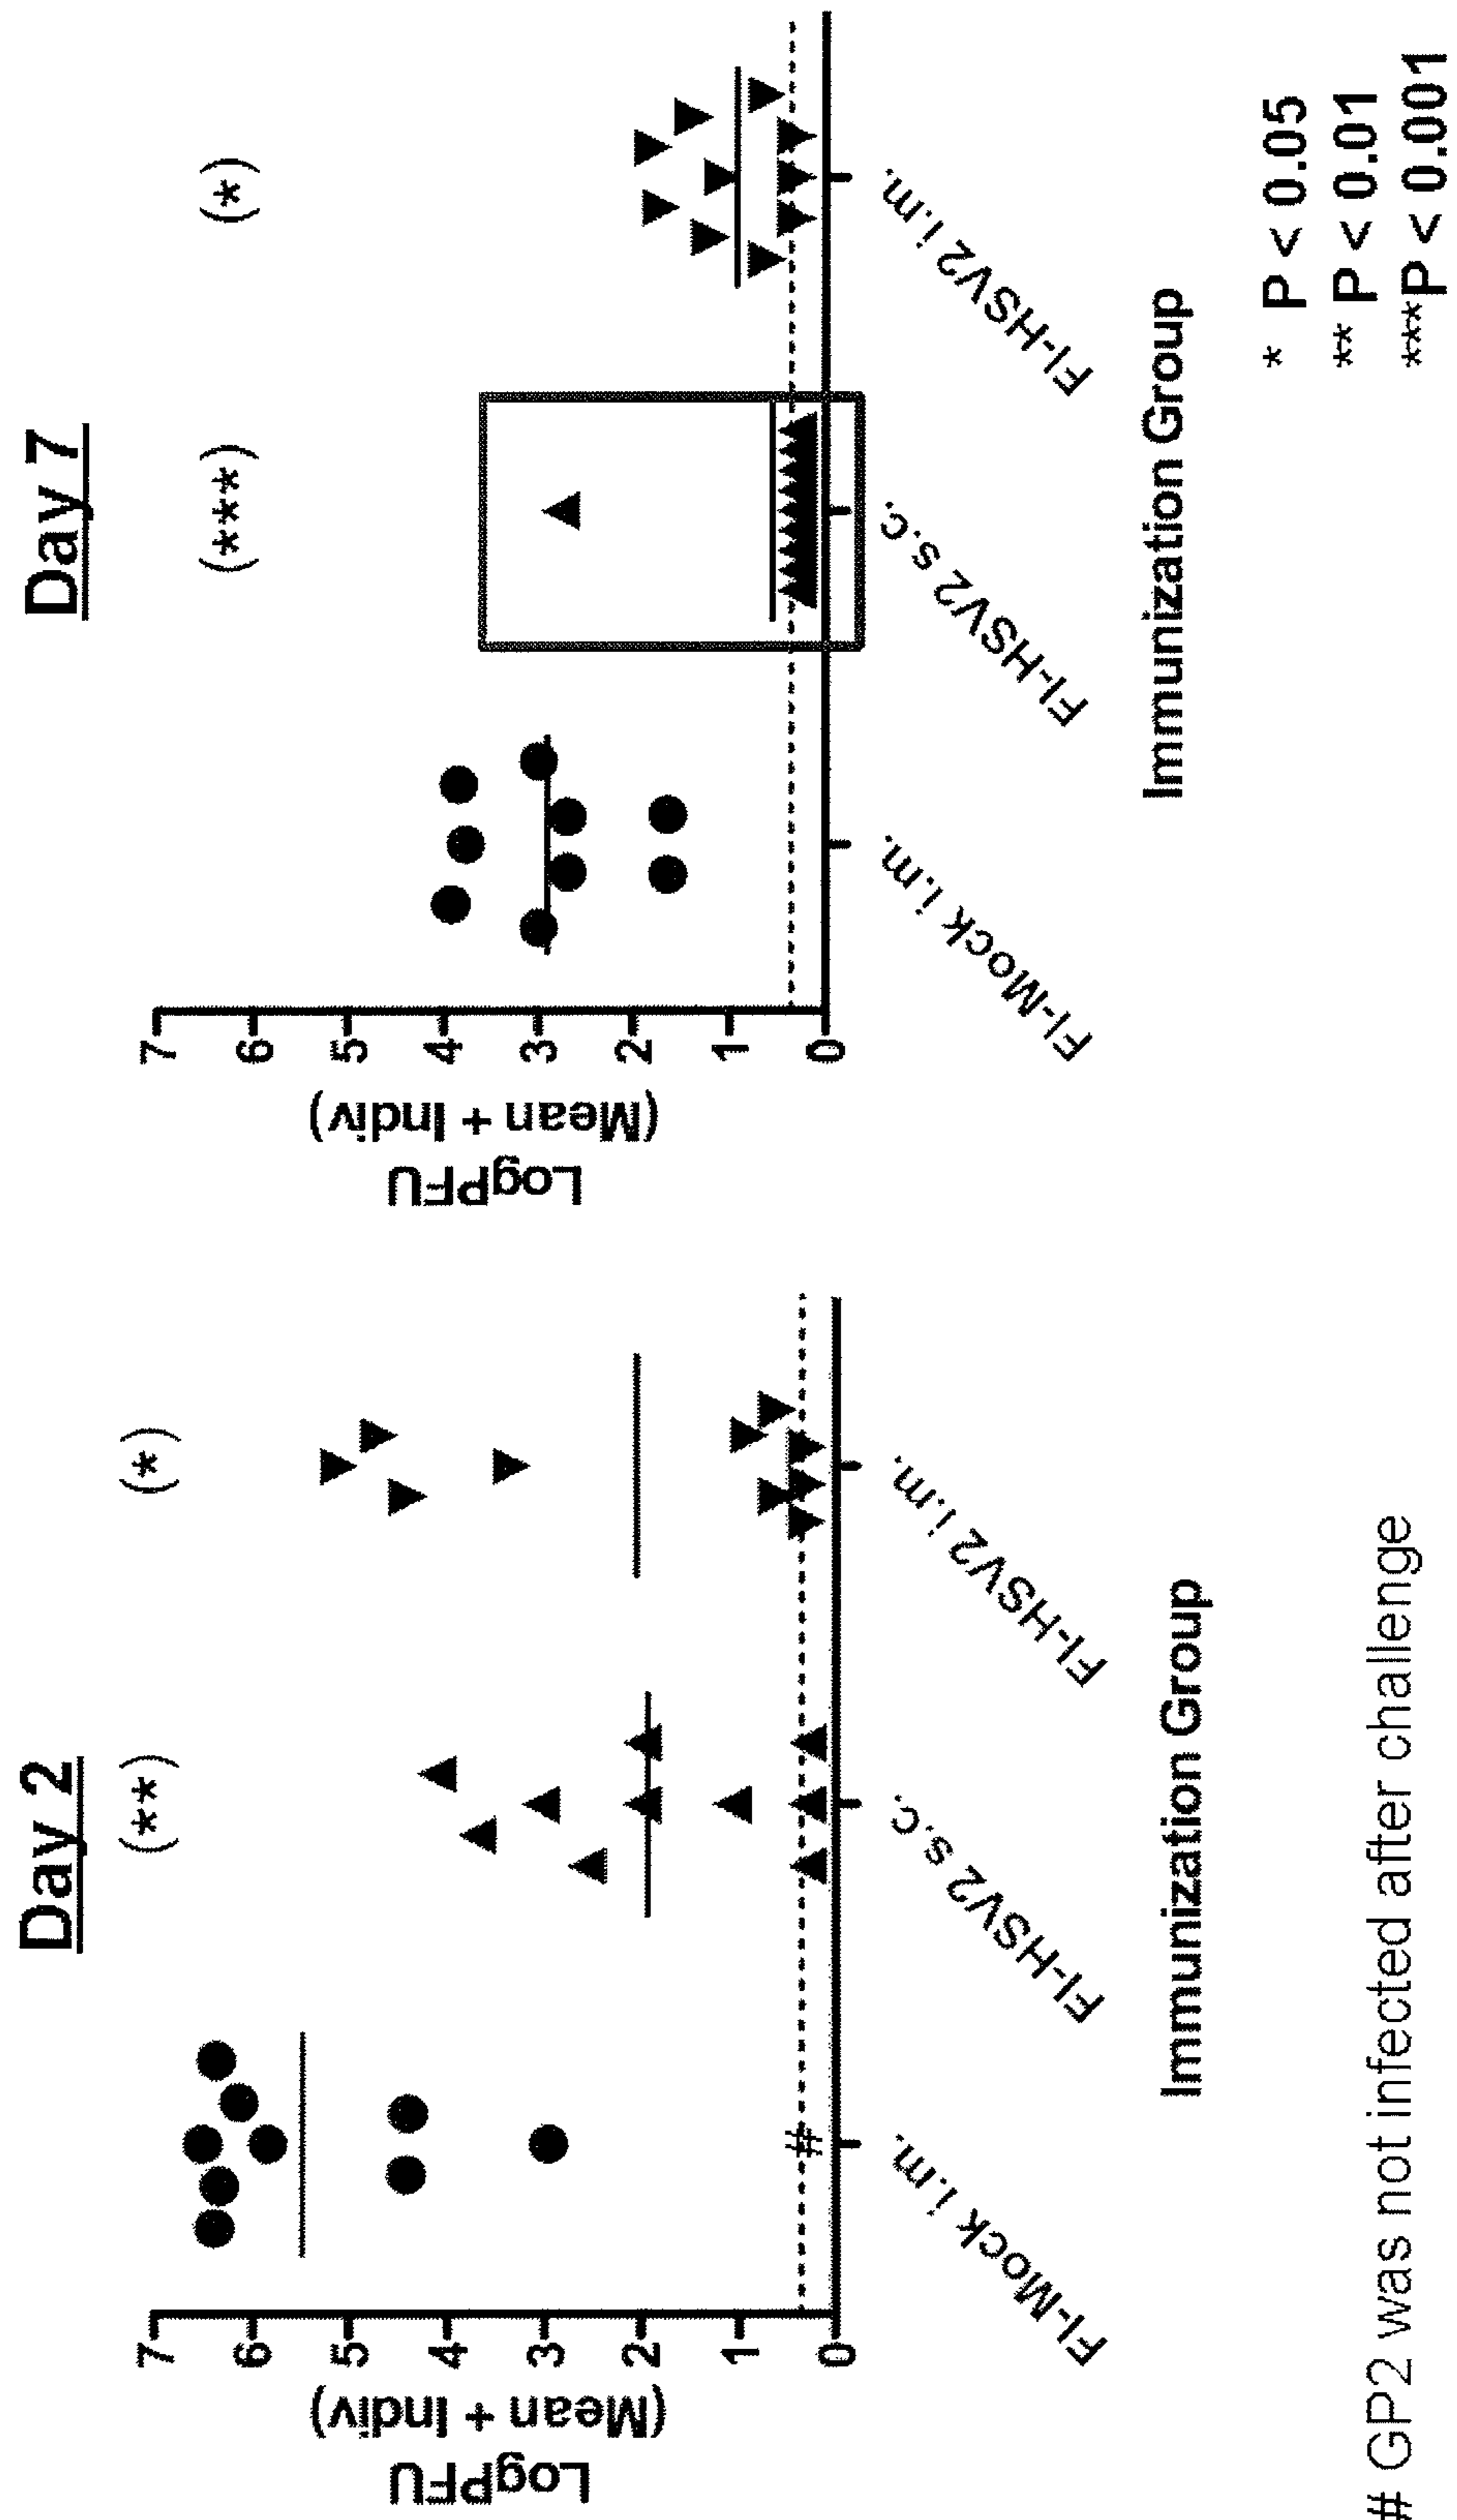 Day 2
(**)
(*)
LogPFU
(Mean + Indiv)
7
6
5
4
3
2
1
0
#
FI-Mock i.m.
FI-HSV2 s.c.
FI-HSV2 i.m.
Immunization Group
# GP2 was not infected after challenge
Day 7
(***)
(*)
LogPFU
(Mean + Indiv)
7
6
5
4
3
2
1
0
FI-Mock i.m.
FI-HSV2 s.c.
FI-HSV2 i.m.
Immunization Group
* P < 0.05
** P < 0.01
***P < 0.001